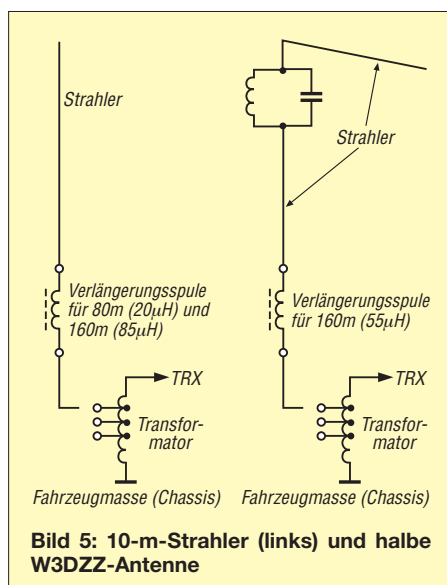 Strahler
Verlängerungsspule
für 80m (20µH) und
160m (85µH)
TRX
Transfor-
mator
Fahrzeugmasse (Chassis)
Strahler
Verlängerungsspule
für 160m (55µH)
TRX
Transfor-
mator
Fahrzeugmasse (Chassis)
Bild 5: 10-m-Strahler (links) und halbe
W3DZZ-Antenne